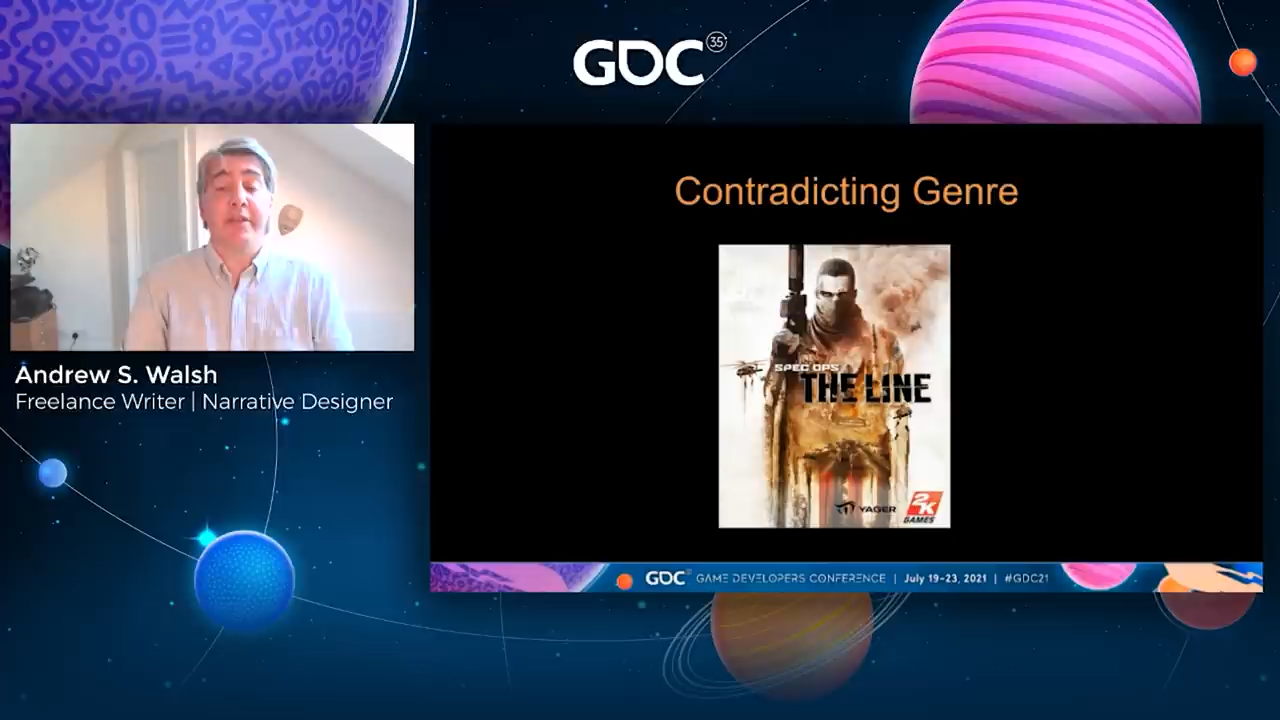 GDC 35
Contradicting Genre
SPEC OPS
THE LINE
YAGER
2K
GAMES
Andrew S. Walsh
Freelance Writer | Narrative Designer
GDC GAME DEVELOPERS CONFERENCE | July 19-23, 2021 | #GDC21